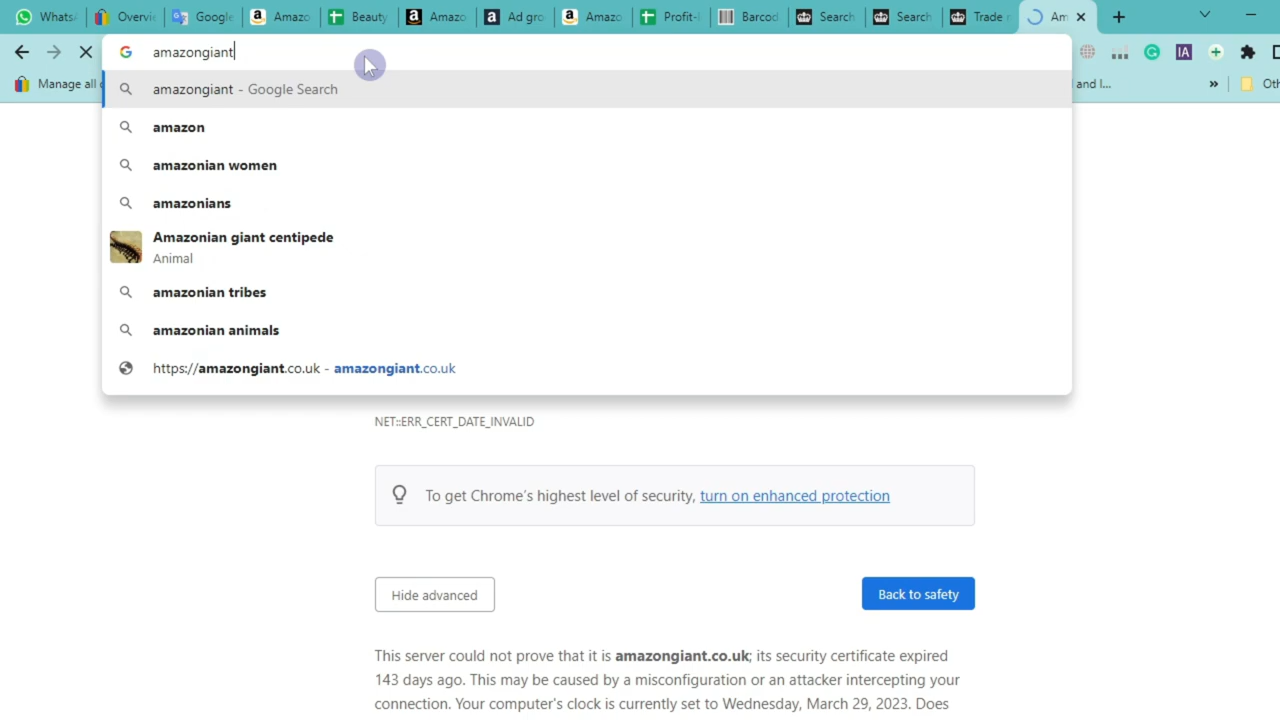 WhatsA
Overvie
Google
Amazo
Beauty
Amazo
Ad gro
Amazo
Profit-l
Barcod
Search
Search
Trade r
Am
amazongiant
IA
Manage all
and I...
»
Oth
amazongiant - Google Search
amazon
amazonian women
amazonians
Amazonian giant centipede
Animal
amazonian tribes
amazonian animals
https://amazongiant.co.uk - amazongiant.co.uk
NET::ERR_CERT_DATE_INVALID
To get Chrome's highest level of security, turn on enhanced protection
Hide advanced
Back to safety
This server could not prove that it is amazongiant.co.uk; its security certificate expired
143 days ago. This may be caused by a misconfiguration or an attacker intercepting your
connection. Your computer's clock is currently set to Wednesday, March 29, 2023. Does